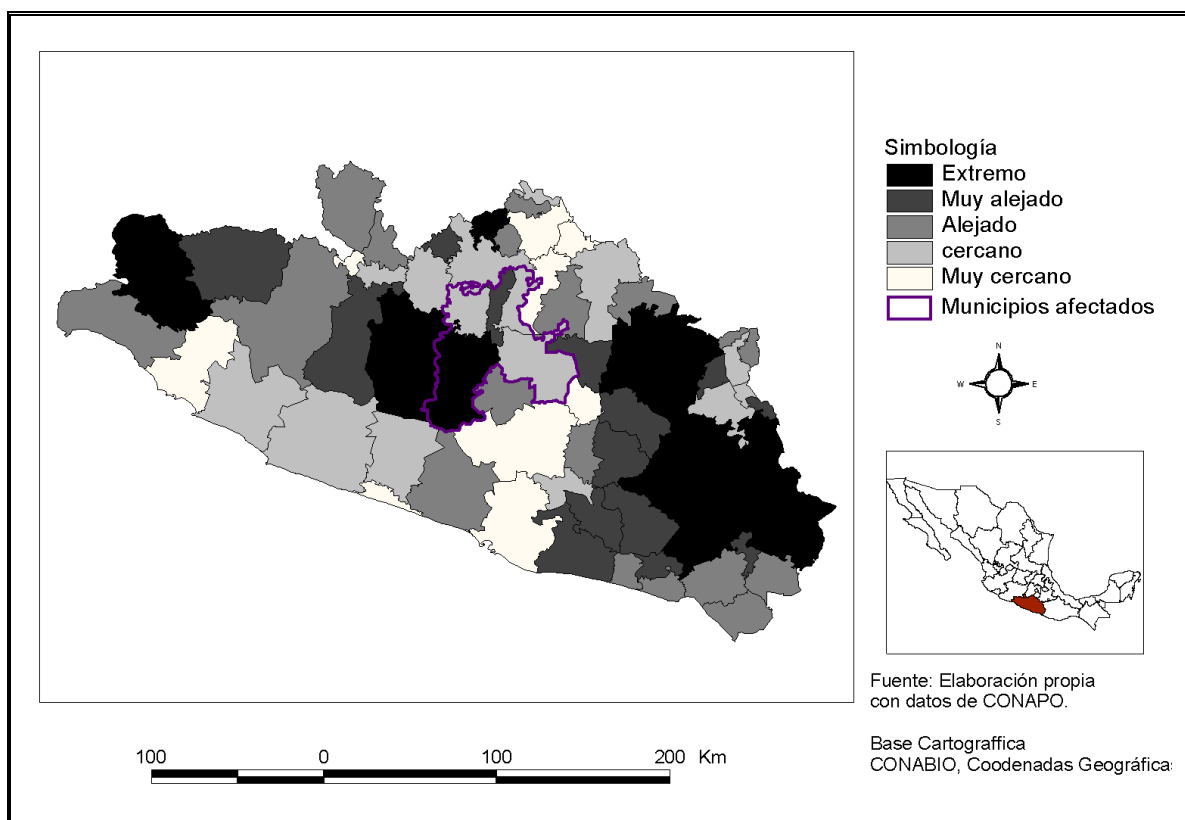 Simbología
Extremo
Muy alejado
Alejado
cercano
Muy cercano
Municipios afectados
N
W E
S
Fuente: Elaboración propia
con datos de CONAPO.
Base Cartograffica
CONABIO, Coodenadas Geográficas
100 0 100 200 Km